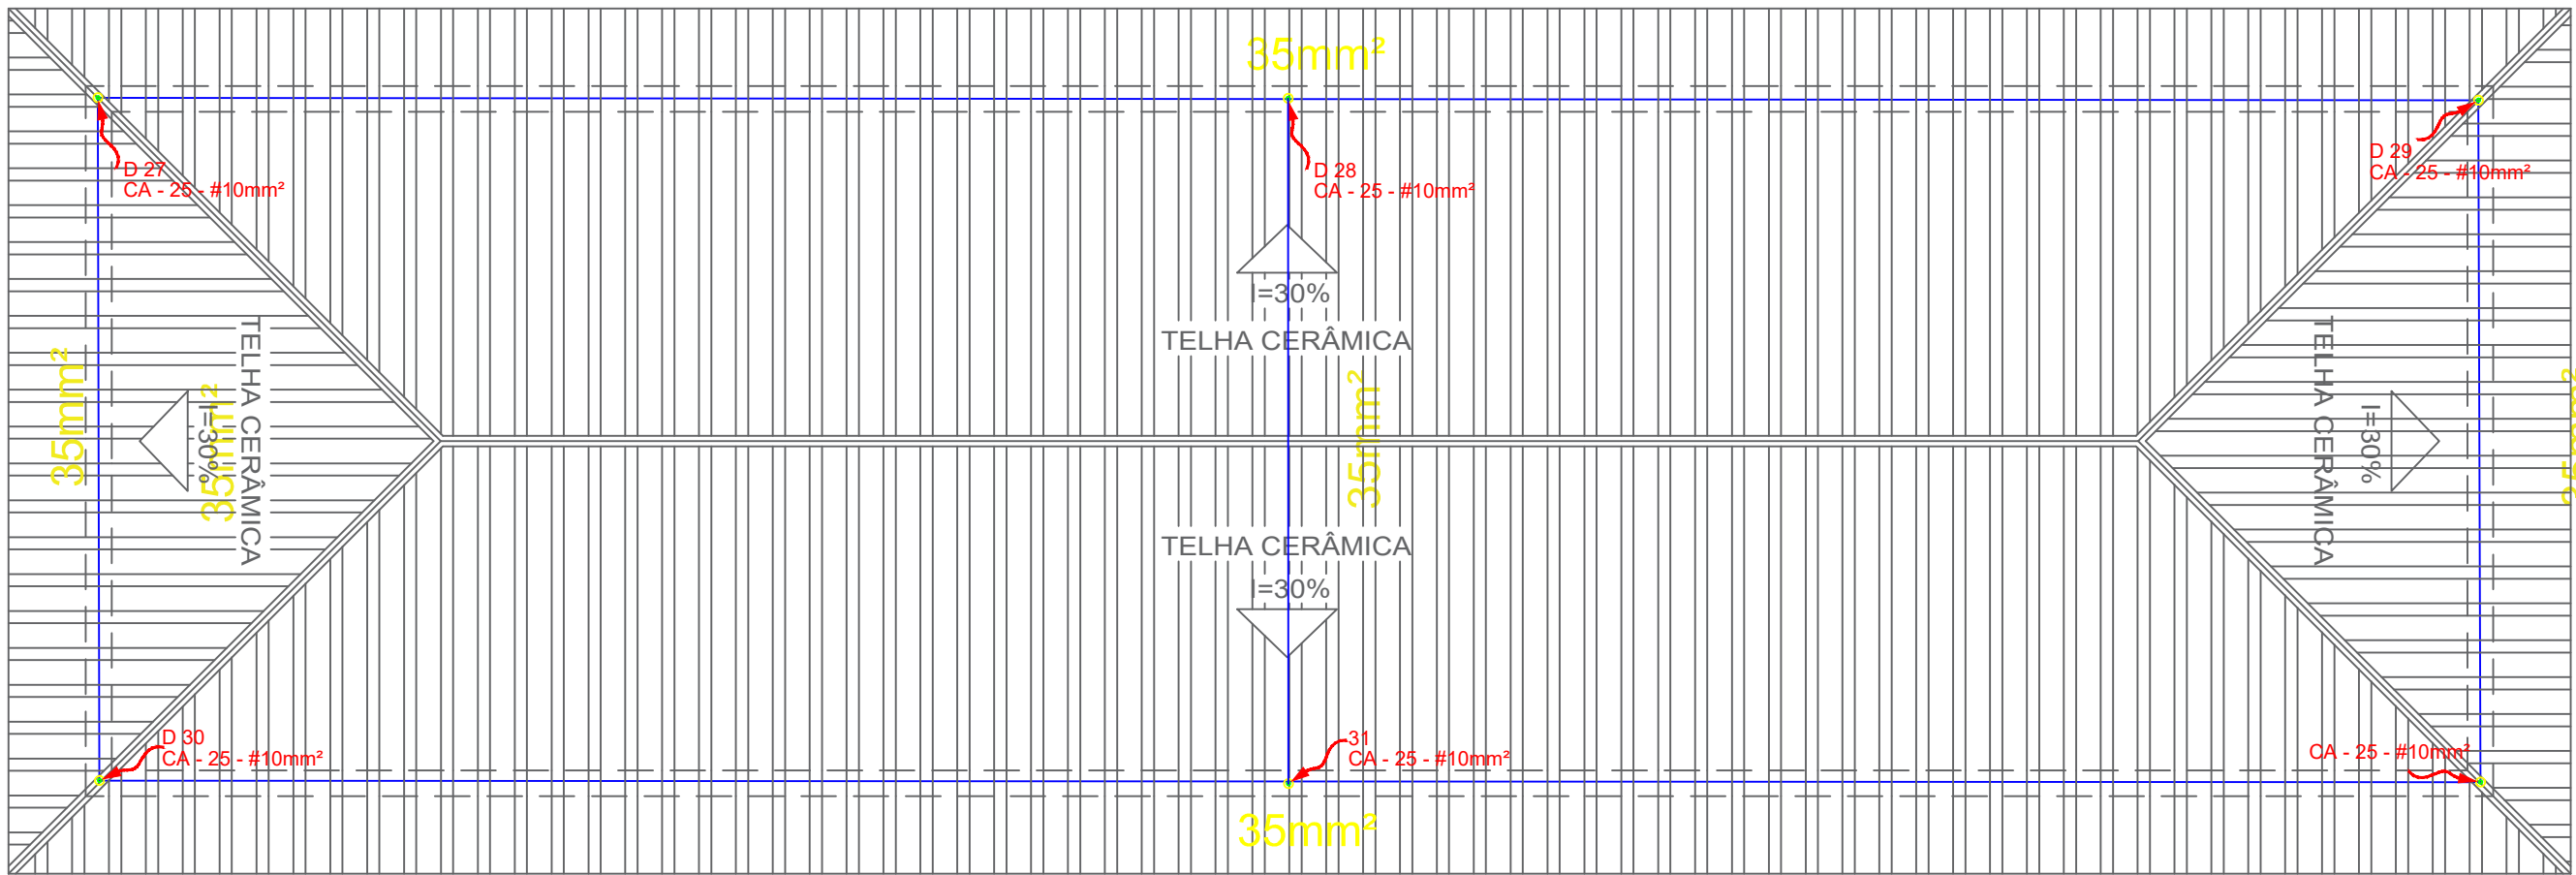 35mm²
D 27
CA - 25 - #10mm²
D 28
CA - 25 - #10mm²
D 29
CA - 25 - #10mm²
I=30%
TELHA CERÂMICA
35mm²
35mm²
I=30%
TELHA CERÂMICA
35mm²
TELHA CERÂMICA
I=30%
TELHA CERÂMICA
I=30%
D 30
CA - 25 - #10mm²
31
CA - 25 - #10mm²
CA - 25 - #10mm²
35mm²